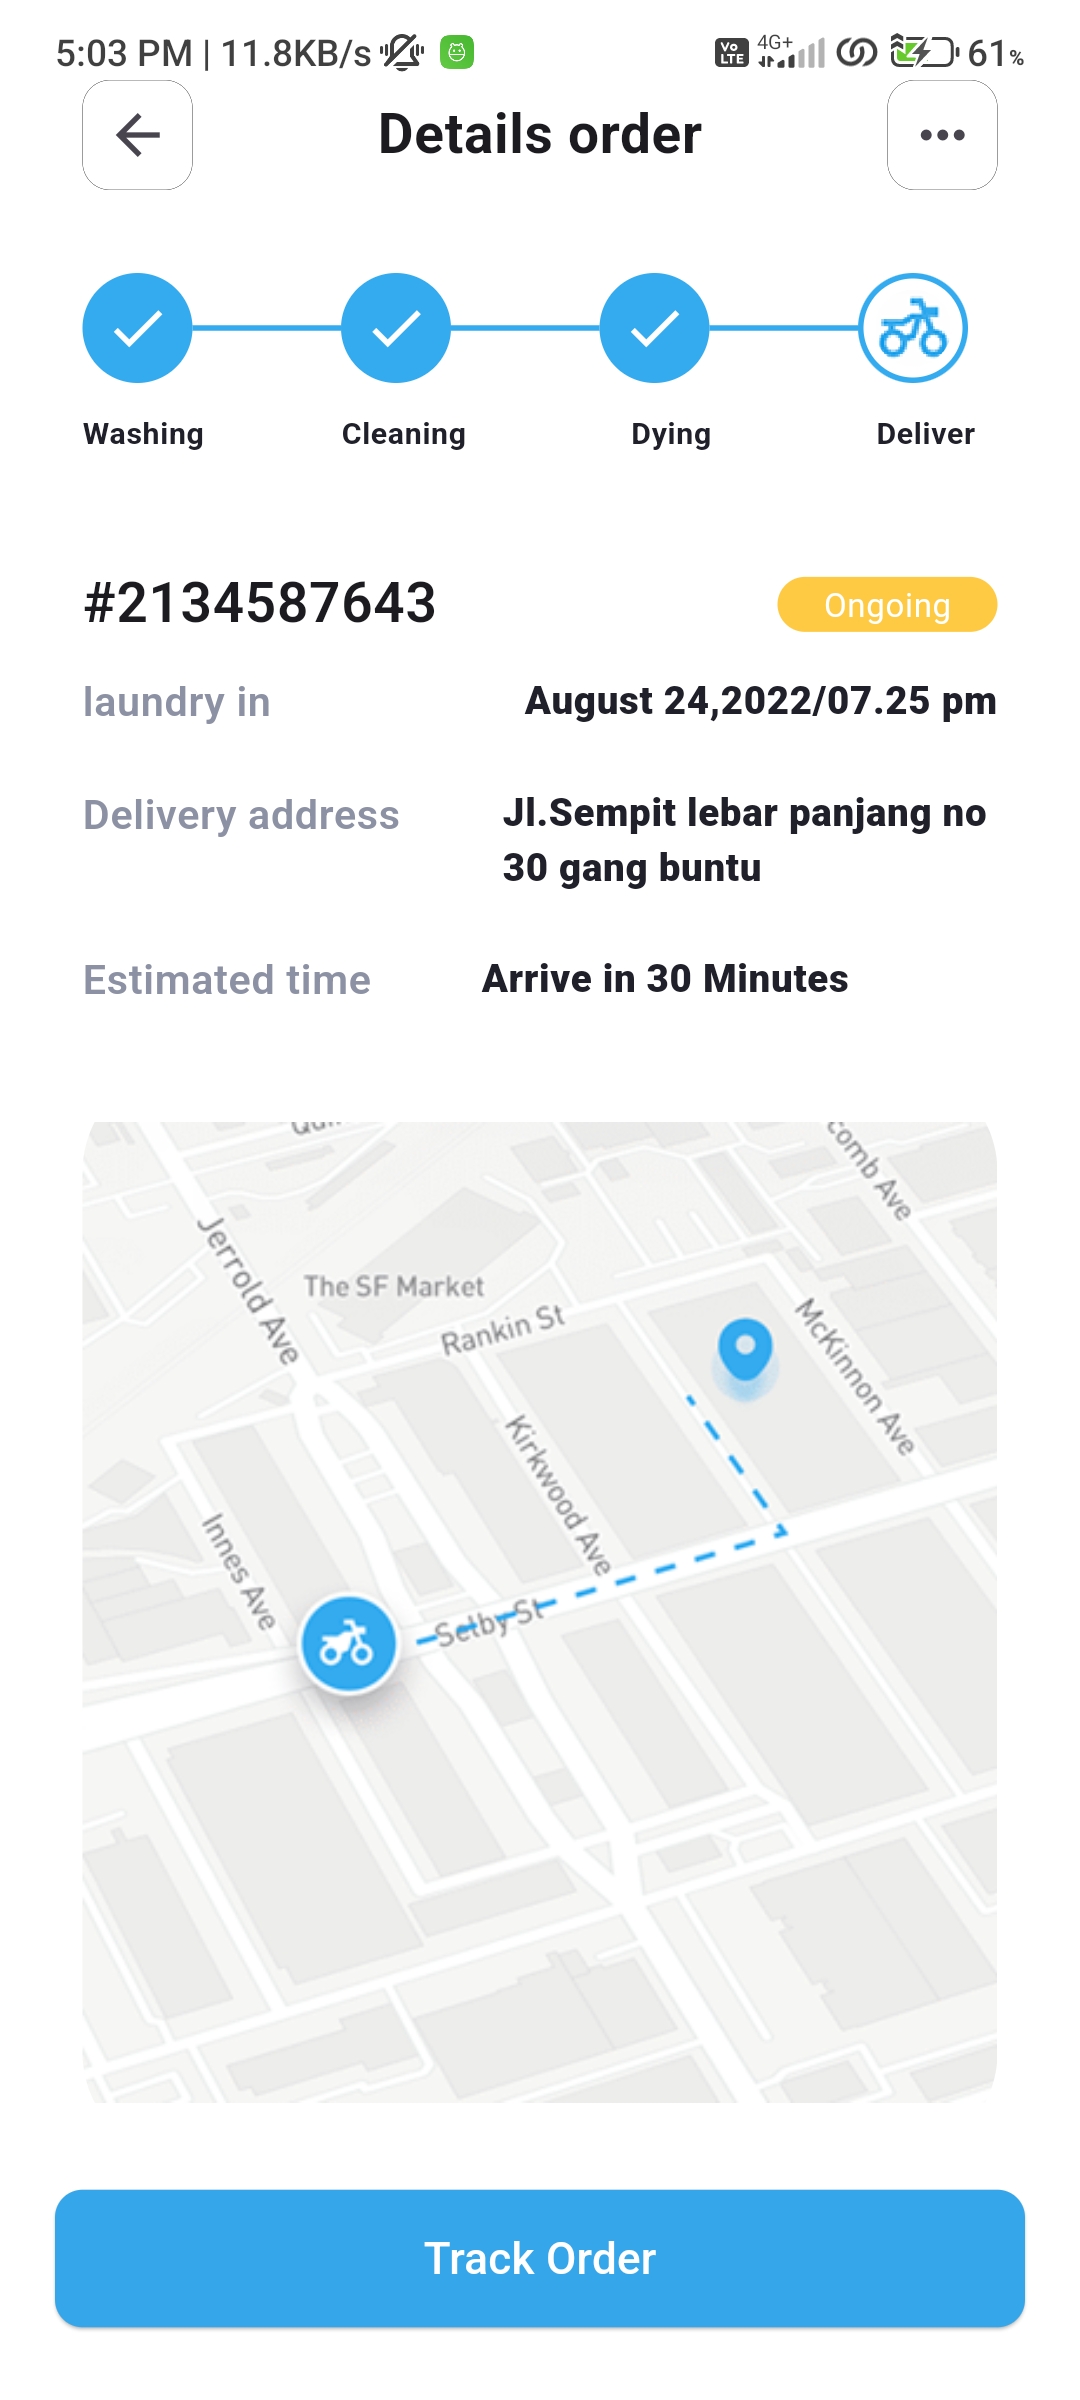 5:03 PM | 11.8KB/s
Vo LTE 4G+ 61%
Details order
Washing Cleaning Dying Deliver
#2134587643 Ongoing
laundry in August 24,2022/07.25 pm
Delivery address Jl.Sempit lebar panjang no
30 gang buntu
Estimated time Arrive in 30 Minutes
comb Ave
Jerrold Ave
The SF Market
Rankin St
McKinnon Ave
Kirkwood Ave
Innes Ave
Selby St
Track Order